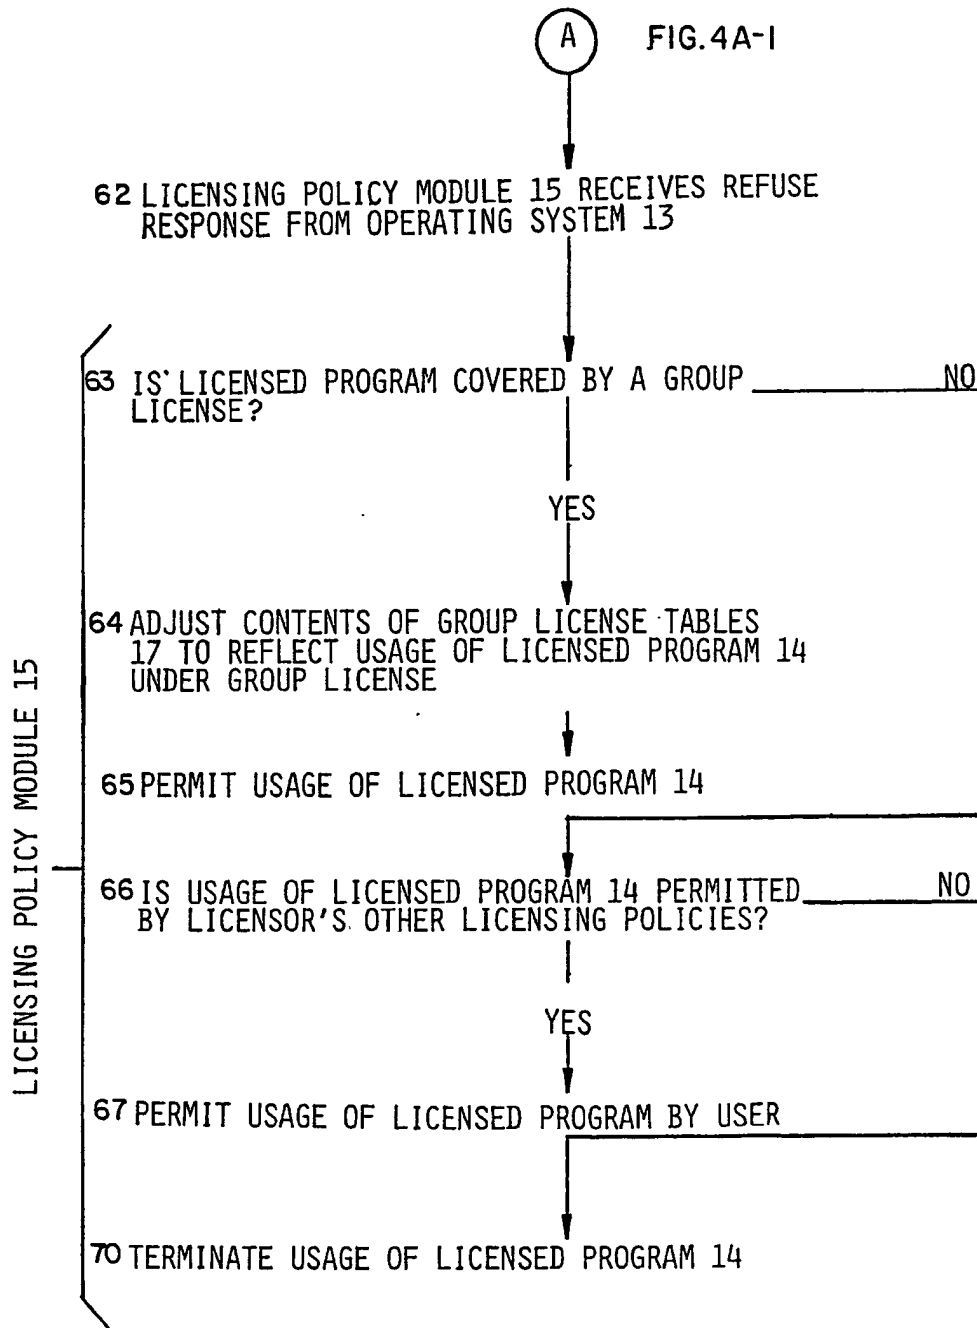 A FIG.4A-1
62 LICENSING POLICY MODULE 15 RECEIVES REFUSE
RESPONSE FROM OPERATING SYSTEM 13
63 IS LICENSED PROGRAM COVERED BY A GROUP NO
LICENSE?
YES
64 ADJUST CONTENTS OF GROUP LICENSE TABLES
17 TO REFLECT USAGE OF LICENSED PROGRAM 14
UNDER GROUP LICENSE
65 PERMIT USAGE OF LICENSED PROGRAM 14
66 IS USAGE OF LICENSED PROGRAM 14 PERMITTED NO
BY LICENSOR'S OTHER LICENSING POLICIES?
YES
67 PERMIT USAGE OF LICENSED PROGRAM BY USER
70 TERMINATE USAGE OF LICENSED PROGRAM 14
LICENSING POLICY MODULE 15